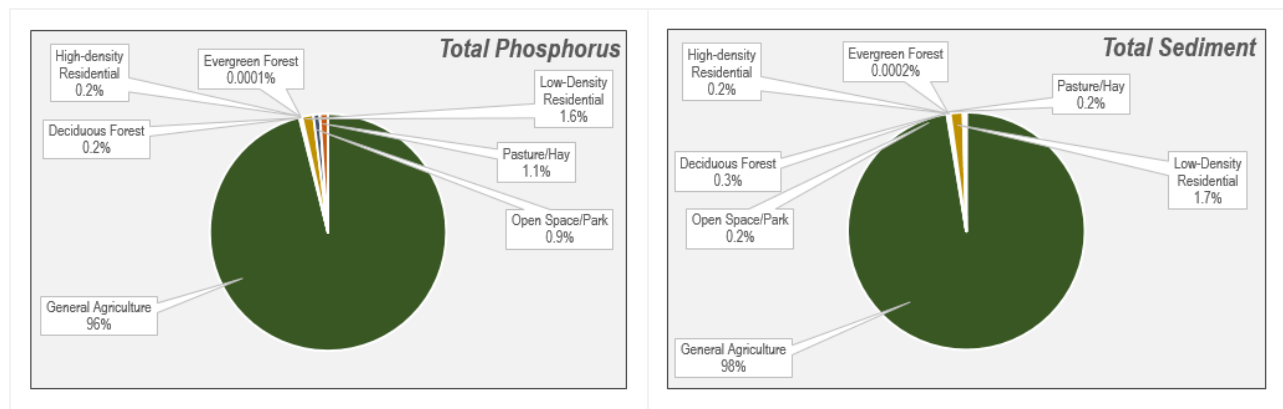 Total Phosphorus
High-density
Residential
0.2%
Evergreen Forest
0.0001%
Low-Density
Residential
1.6%
Deciduous Forest
0.2%
Pasture/Hay
1.1%
Open Space/Park
0.9%
General Agriculture
96%
Total Sediment
High-density
Residential
0.2%
Evergreen Forest
0.0002%
Pasture/Hay
0.2%
Deciduous Forest
0.3%
Low-Density
Residential
1.7%
Open Space/Park
0.2%
General Agriculture
98%